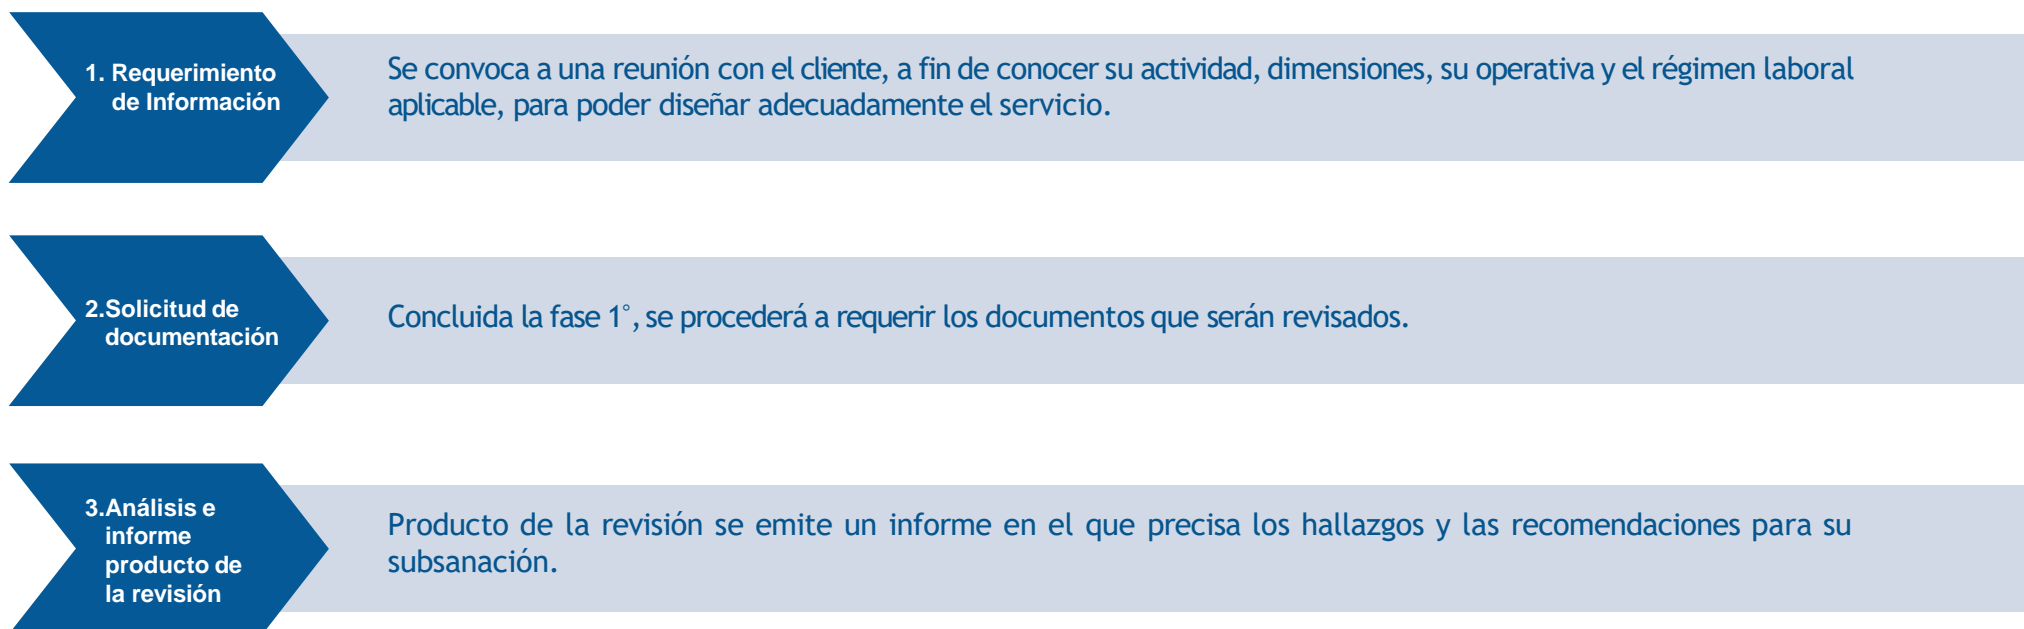 1. Requerimiento
de Información
Se convoca a una reunión con el cliente, a fin de conocer su actividad, dimensiones, su operativa y el régimen laboral
aplicable, para poder diseñar adecuadamente el servicio.
2.Solicitud de
documentación
Concluida la fase 1°, se procederá a requerir los documentos que serán revisados.
3.Análisis e
informe
producto de
la revisión
Producto de la revisión se emite un informe en el que precisa los hallazgos y las recomendaciones para su
subsanación.